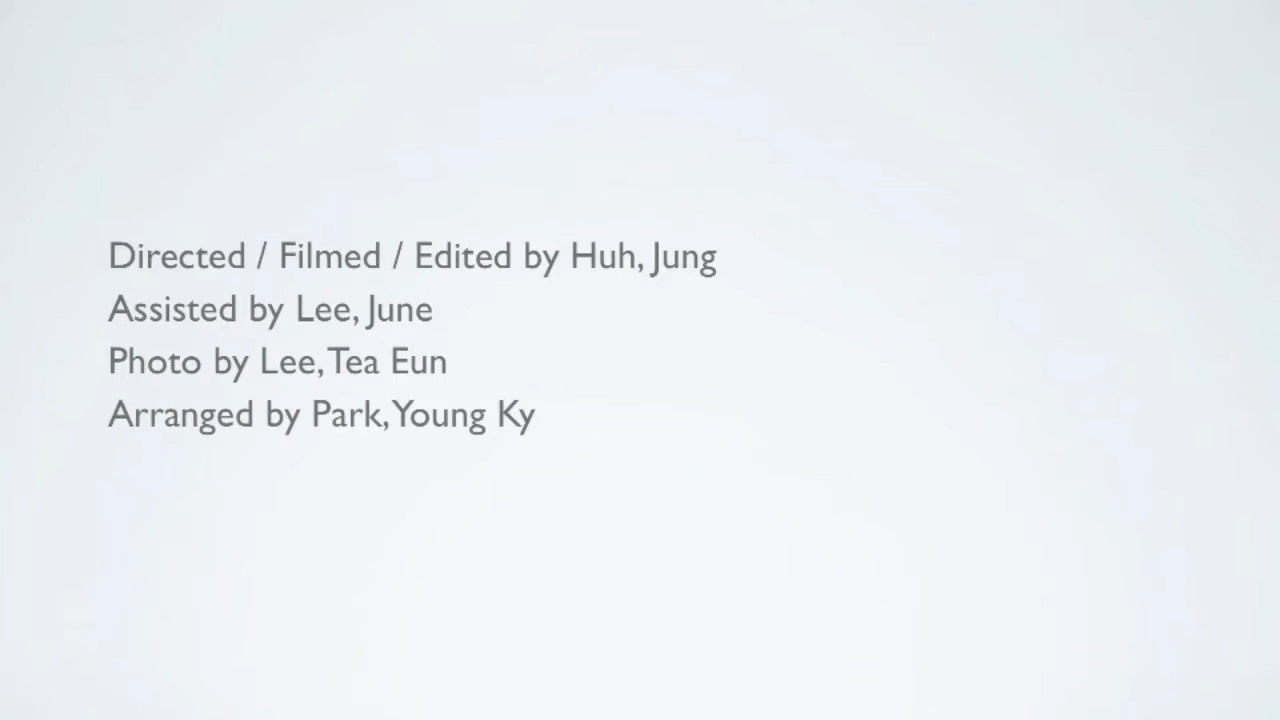 Directed / Filmed / Edited by Huh, Jung
Assisted by Lee, June
Photo by Lee, Tea Eun
Arranged by Park, Young Ky